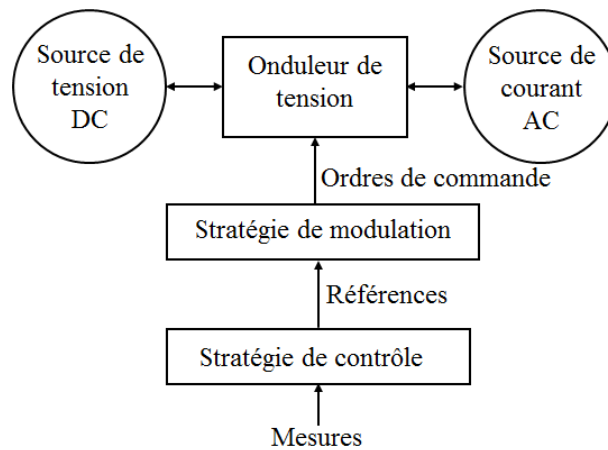 Source de
tension
DC
Onduleur de
tension
Source de
courant
AC
Ordres de commande
Stratégie de modulation
Références
Stratégie de contrôle
Mesures